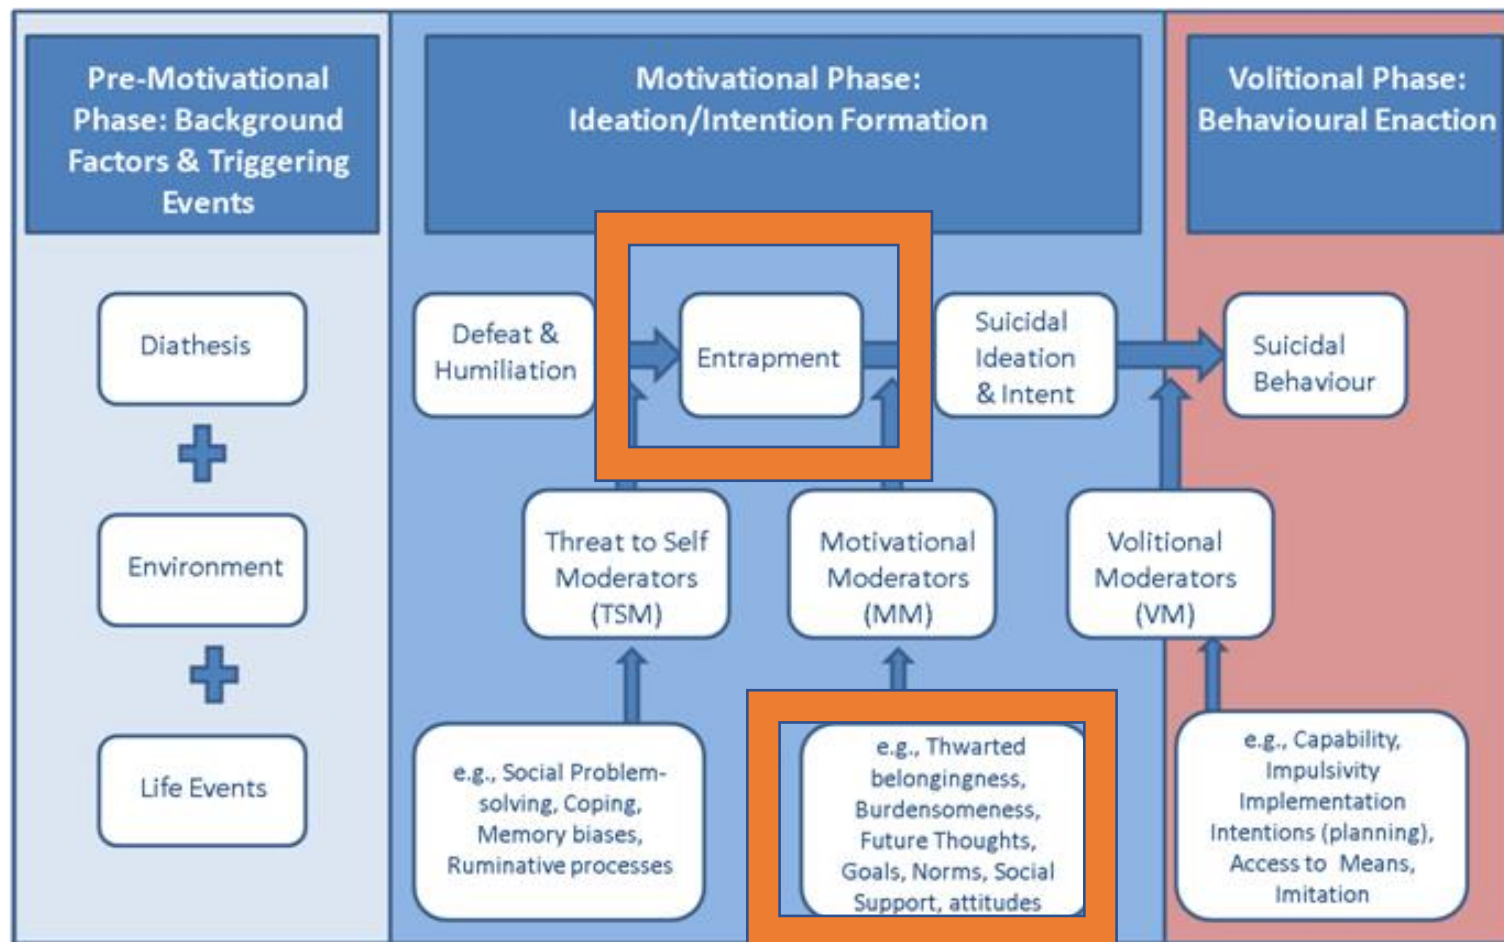 Pre-Motivational
Phase: Background
Factors & Triggering
Events
Motivational Phase:
Ideation/Intention Formation
Volitional Phase:
Behavioural Enaction
Diathesis
Environment
Life Events
Defeat &
Humiliation
Entrapment
Suicidal
Ideation
& Intent
Suicidal
Behaviour
Threat to Self
Moderators
(TSM)
Motivational
Moderators
(MM)
Volitional
Moderators
(VM)
e.g., Social Problem-
solving, Coping,
Memory biases,
Ruminative processes
e.g., Thwarted
belongingness,
Burdensomeness,
Future Thoughts,
Goals, Norms, Social
Support, attitudes
e.g., Capability,
Impulsivity
Implementation
Intentions (planning),
Access to Means,
Imitation